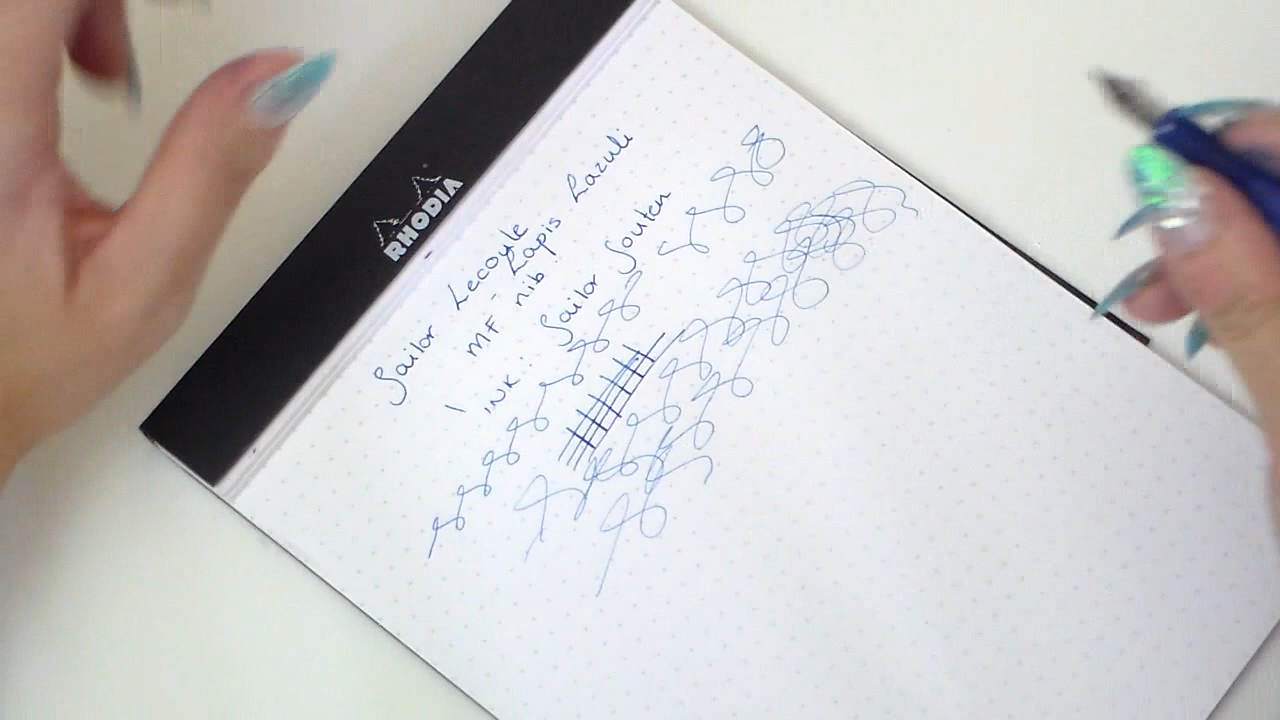 RHODIA
Sailor Lecoule
- Lapis Lazuli
MF nib
INK: Sailor Souten